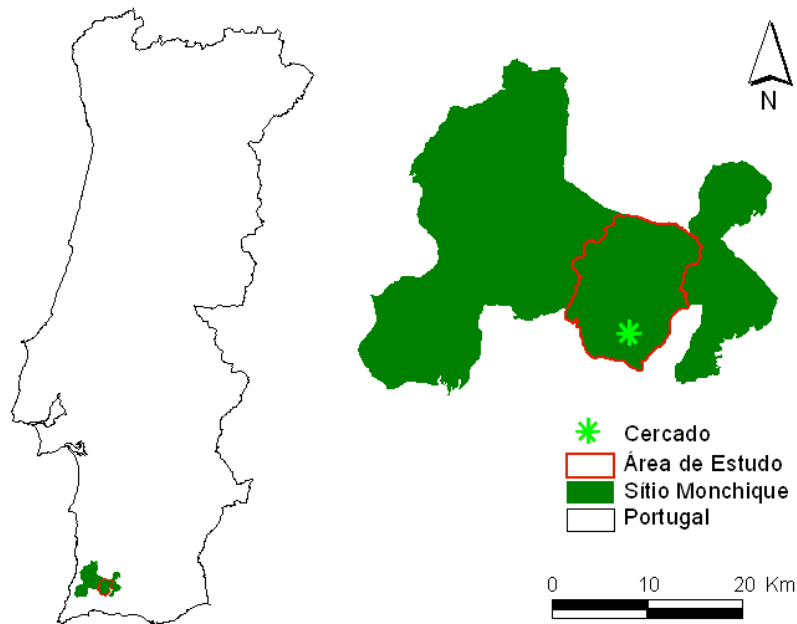 N
Cercado
Área de Estudo
Sítio Monchique
Portugal
0 10 20 Km